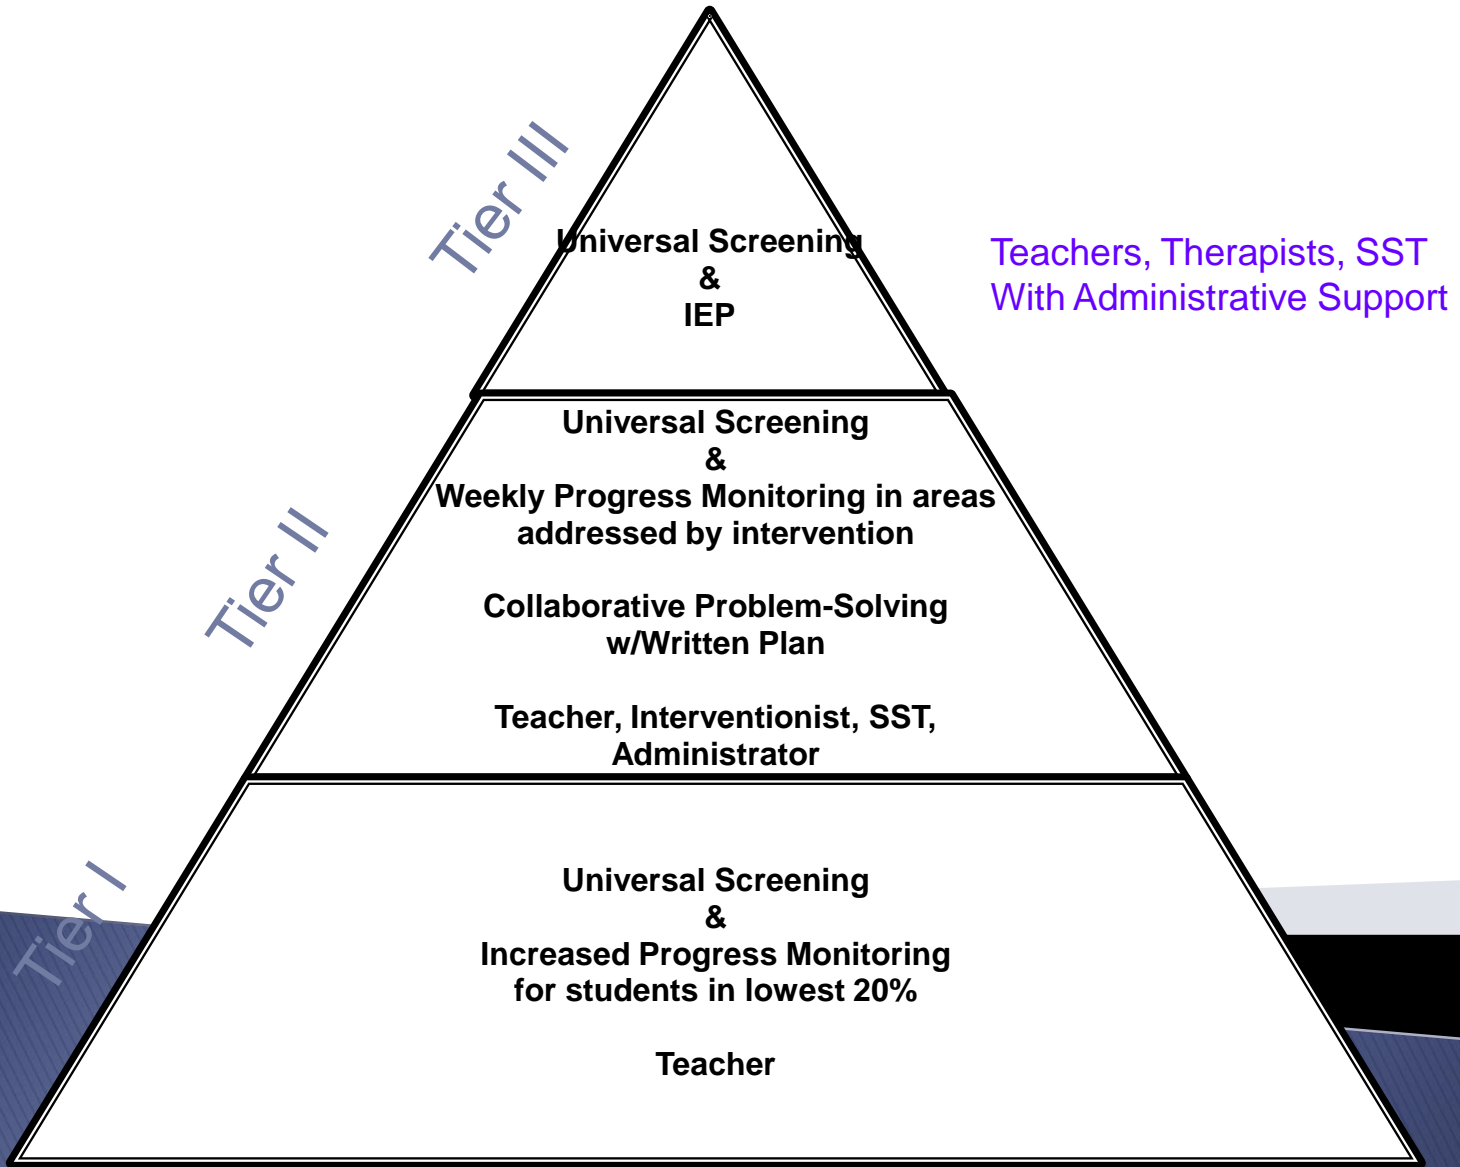 Tier III
Universal Screening
&
IEP
Teachers, Therapists, SST
With Administrative Support
Tier II
Universal Screening
&
Weekly Progress Monitoring in areas
addressed by intervention
Collaborative Problem-Solving
w/Written Plan
Teacher, Interventionist, SST,
Administrator
Tier I
Universal Screening
&
Increased Progress Monitoring
for students in lowest 20%
Teacher